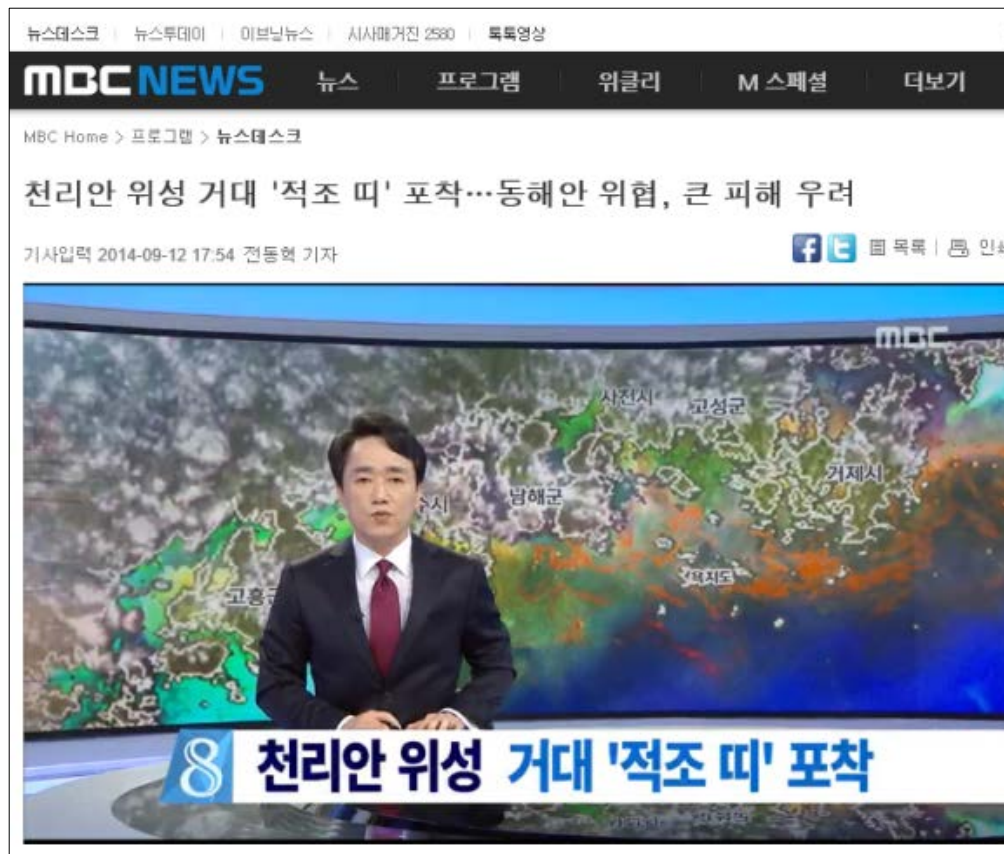 뉴스데스크 뉴스투데이 이브닝뉴스 시사매거진 2580 톡톡영상
MBC NEWS 뉴스 프로그램 위클리 M 스페셜 더보기
MBC Home > 프로그램 > 뉴스데스크
천리안 위성 거대 '적조 띠' 포착…동해안 위협, 큰 피해 우려
기사입력 2014-09-12 17:54 전동혁 기자
목록 인쇄
MBC
사천시 고성군
거제시
수시 남해군
욕지도
고흥군
8 천리안 위성 거대 '적조 띠' 포착